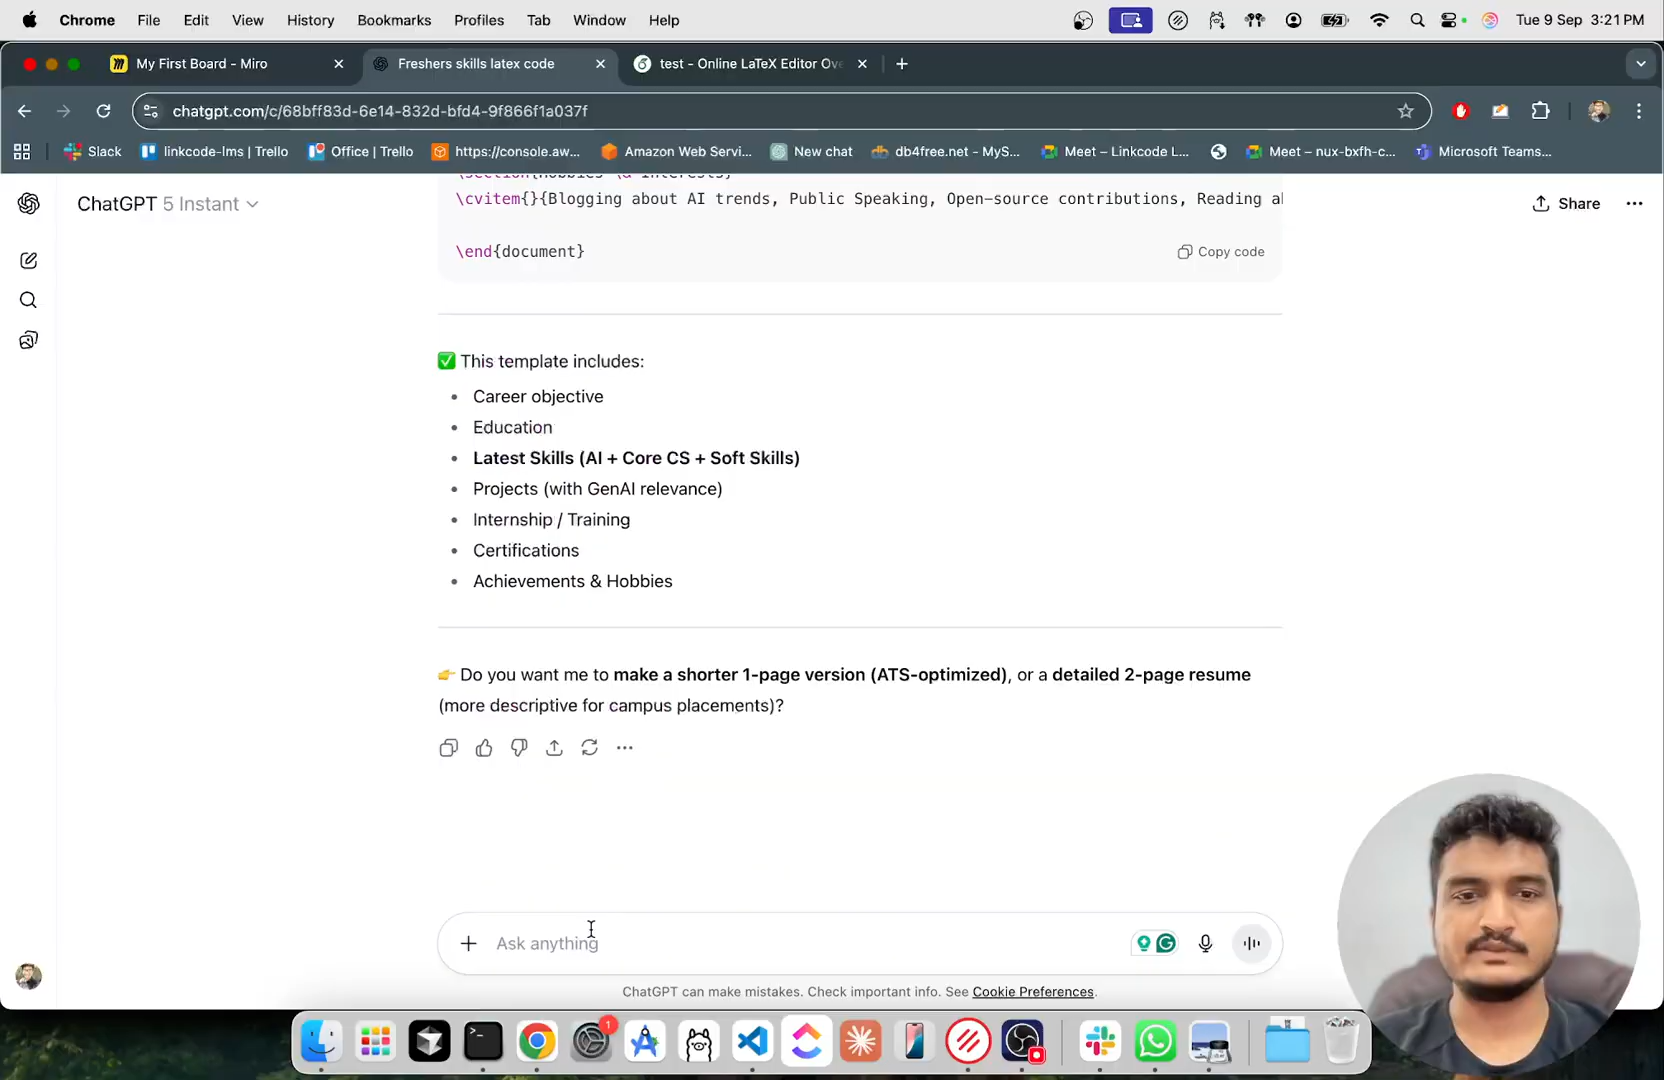 Chrome File Edit View History Bookmarks Profiles Tab Window Help Tue 9 Sep 3:21 PM
My First Board - Miro
Freshers skills latex code
test - Online LaTeX Editor Ove
chatgpt.com/c/68bff83d-6e14-832d-bfd4-9f866f1a037f
Slack linkcode-lms | Trello Office | Trello https://console.aw... Amazon Web Servi... New chat db4free.net - MyS... Meet – Linkcode L... Meet – nux-bxfh-c... Microsoft Teams...
ChatGPT 5 Instant
Share
\section{Hobbies \& Interests}
\cvitem{}{Blogging about AI trends, Public Speaking, Open-source contributions, Reading
\end{document}
Copy code
✅ This template includes:
• Career objective
• Education
• Latest Skills (AI + Core CS + Soft Skills)
• Projects (with GenAI relevance)
• Internship / Training
• Certifications
• Achievements & Hobbies
👉 Do you want me to make a shorter 1-page version (ATS-optimized), or a detailed 2-page resume
(more descriptive for campus placements)?
Ask anything
ChatGPT can make mistakes. Check important info. See Cookie Preferences.
1